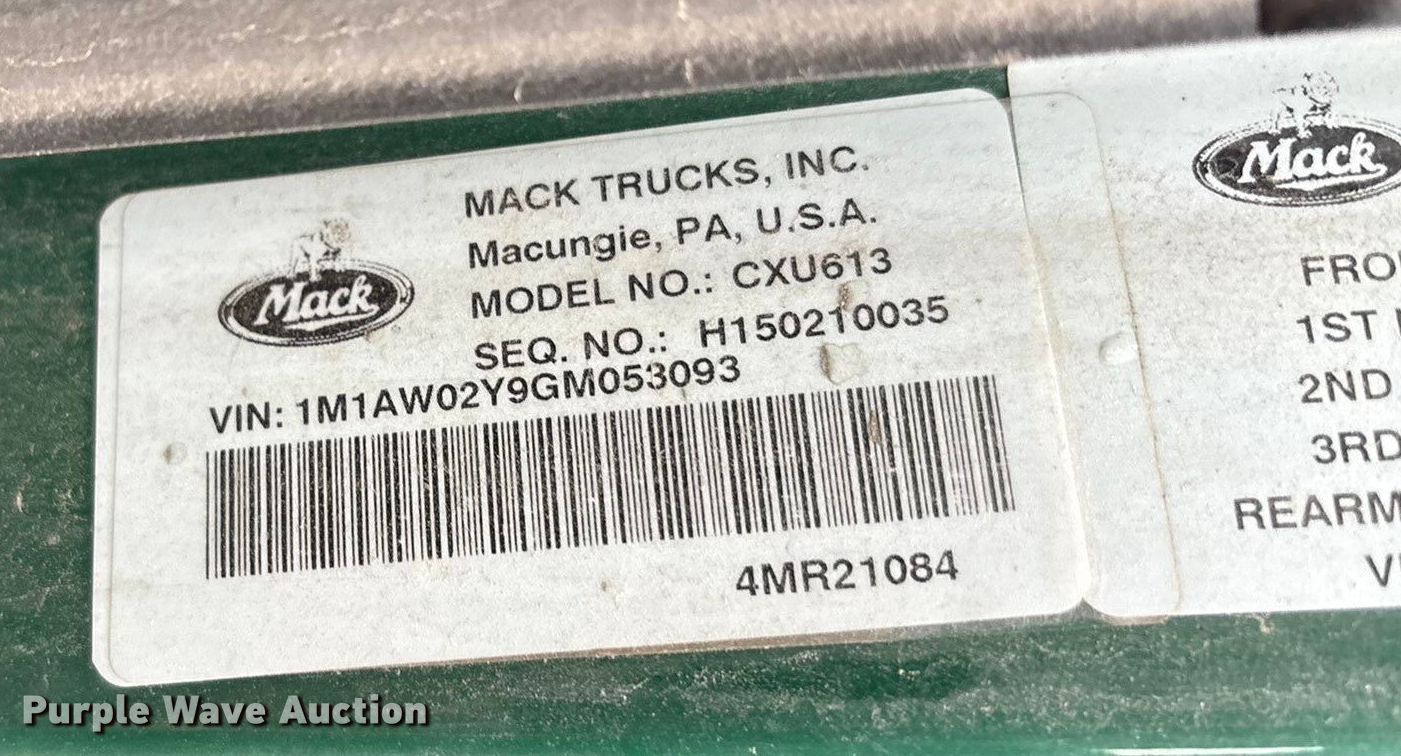 MACK TRUCKS, INC.
Macungie, PA, U.S.A.
MODEL NO.: CXU613
SEQ. NO.: H150210035
Mack
VIN: 1M1AW02Y9GM053093
4MR21084
Mack
FRO
1ST
2ND
3RD
REARM
V
Purple Wave Auction